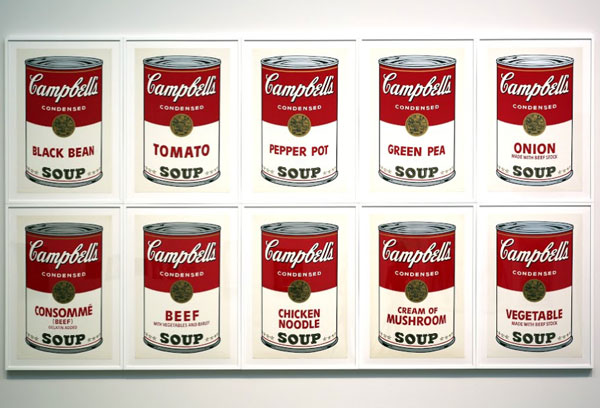 Campbell's
CONDENSED
BLACK BEAN
SOUP
Campbell's
CONDENSED
TOMATO
SOUP
Campbell's
CONDENSED
PEPPER POT
SOUP
Campbell's
CONDENSED
GREEN PEA
SOUP
Campbell's
CONDENSED
ONION
MADE WITH BEEF STOCK
SOUP
Campbell's
CONDENSED
CONSOMMÉ
(BEEF)
GELATIN ADDED
SOUP
Campbell's
CONDENSED
BEEF
WITH VEGETABLES AND BARLEY
SOUP
Campbell's
CONDENSED
CHICKEN
NOODLE
SOUP
Campbell's
CONDENSED
CREAM OF
MUSHROOM
SOUP
Campbell's
CONDENSED
VEGETABLE
MADE WITH BEEF STOCK
SOUP